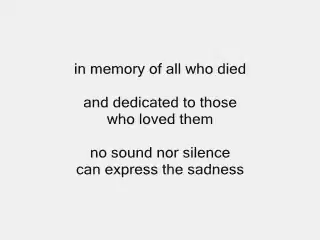 in memory of all who died
and dedicated to those
who loved them
no sound nor silence
can express the sadness